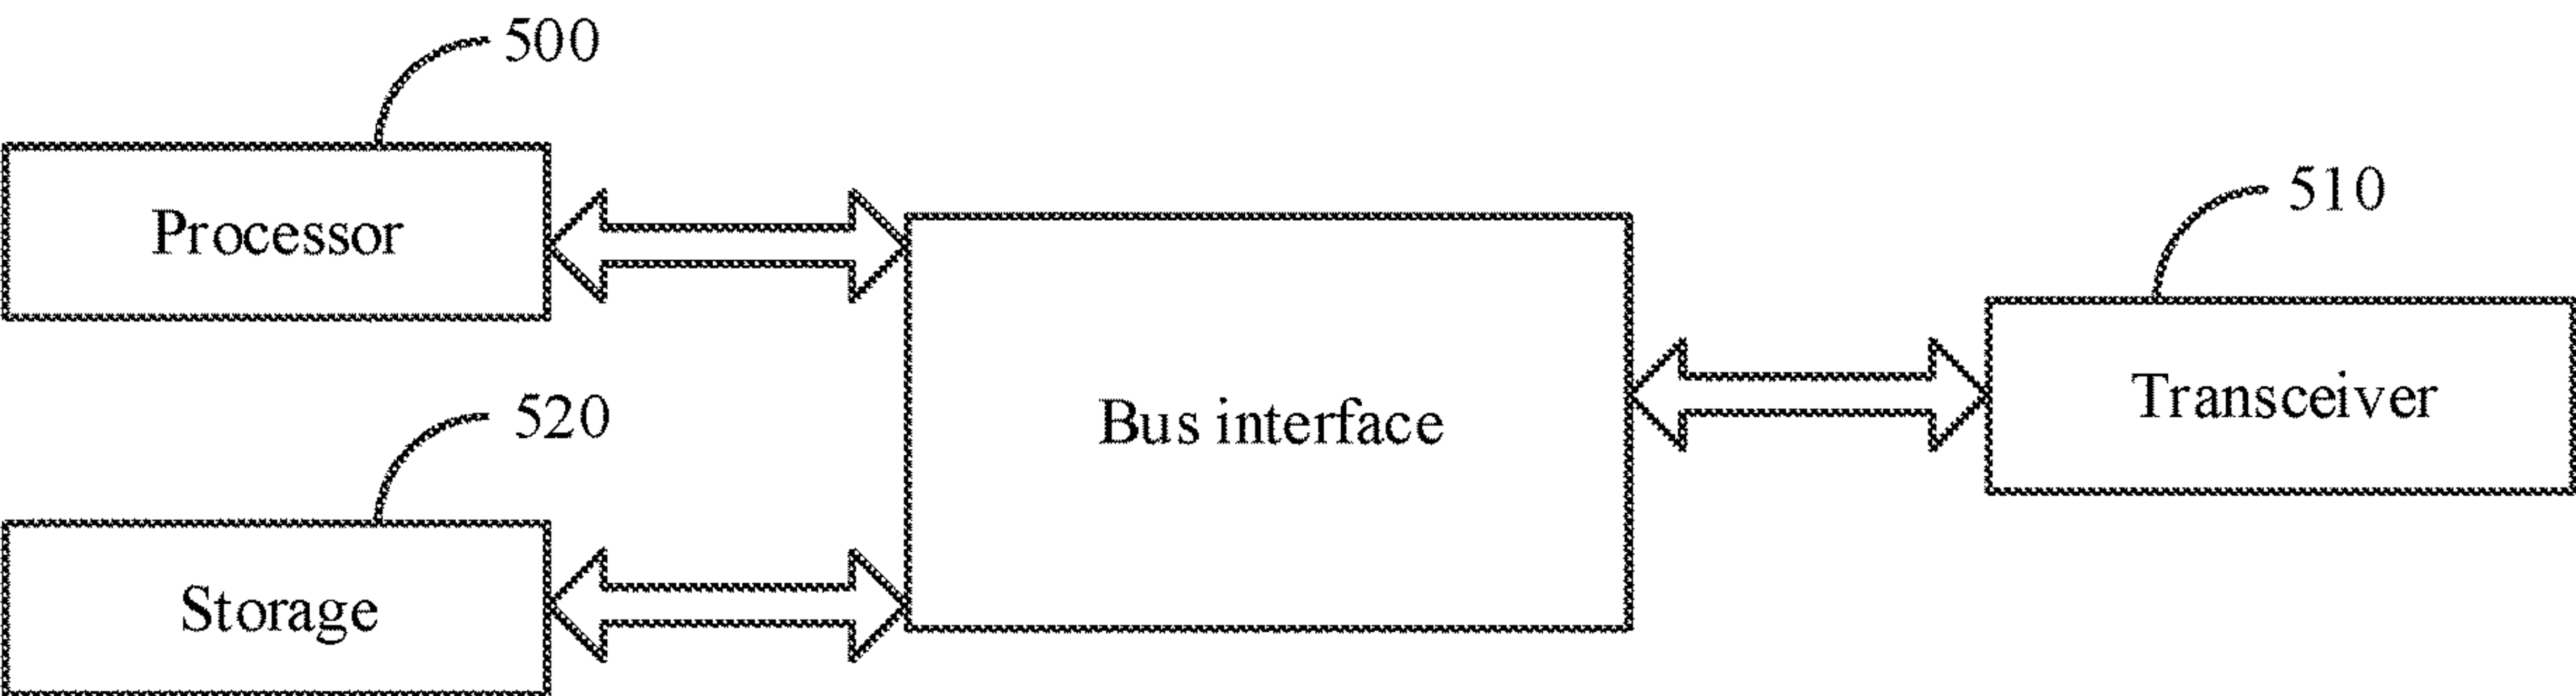 500
Processor
510
Transceiver
Bus interface
520
Storage